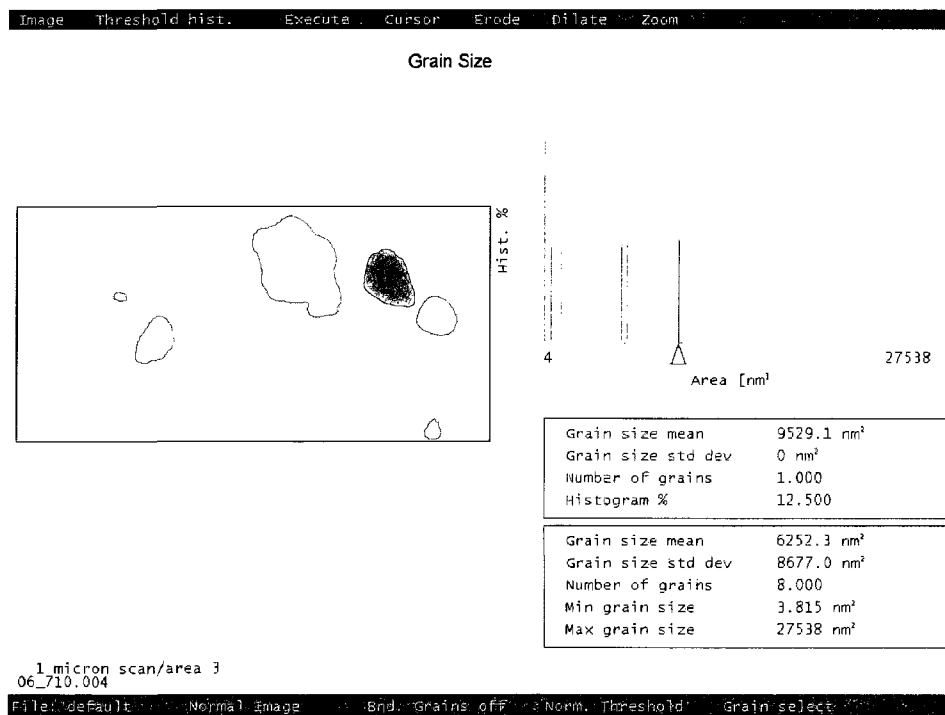 Image Threshold hist. Execute Cursor Erode Dilate Zoom
Grain Size
Hist. %
4 27538
Area [nm²
Grain size mean 9529.1 nm²
Grain size std dev 0 nm²
Number of grains 1.000
Histogram % 12.500
Grain size mean 6252.3 nm²
Grain size std dev 8677.0 nm²
Number of grains 8.000
Min grain size 3.815 nm²
Max grain size 27538 nm²
1 micron scan/area 3
06_710.004
File: default Normal Image Bnd. Grains off Norm. Threshold Grain select